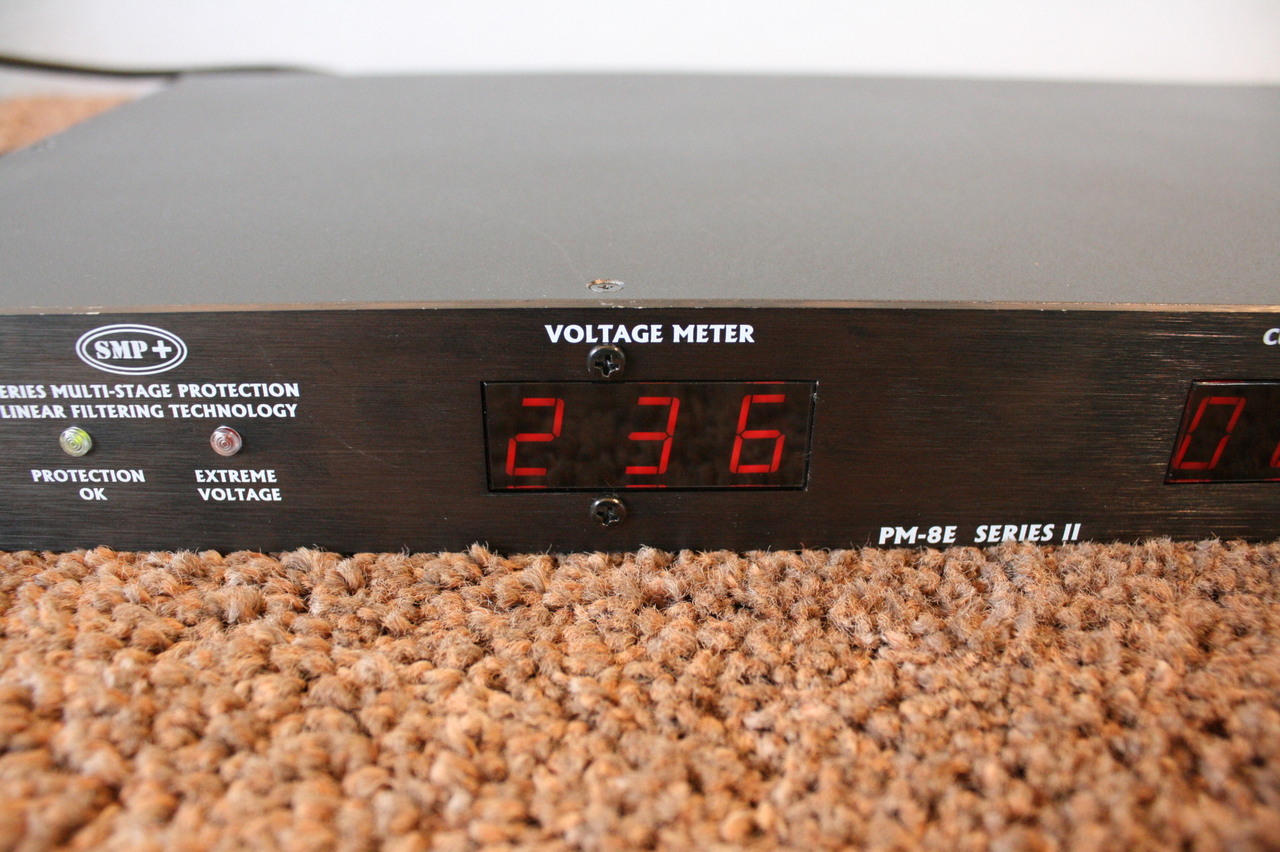 SMP+
ERIES MULTI-STAGE PROTECTION
LINEAR FILTERING TECHNOLOGY
PROTECTION
OK
EXTREME
VOLTAGE
VOLTAGE METER
236
PM-8E SERIES II
C
0